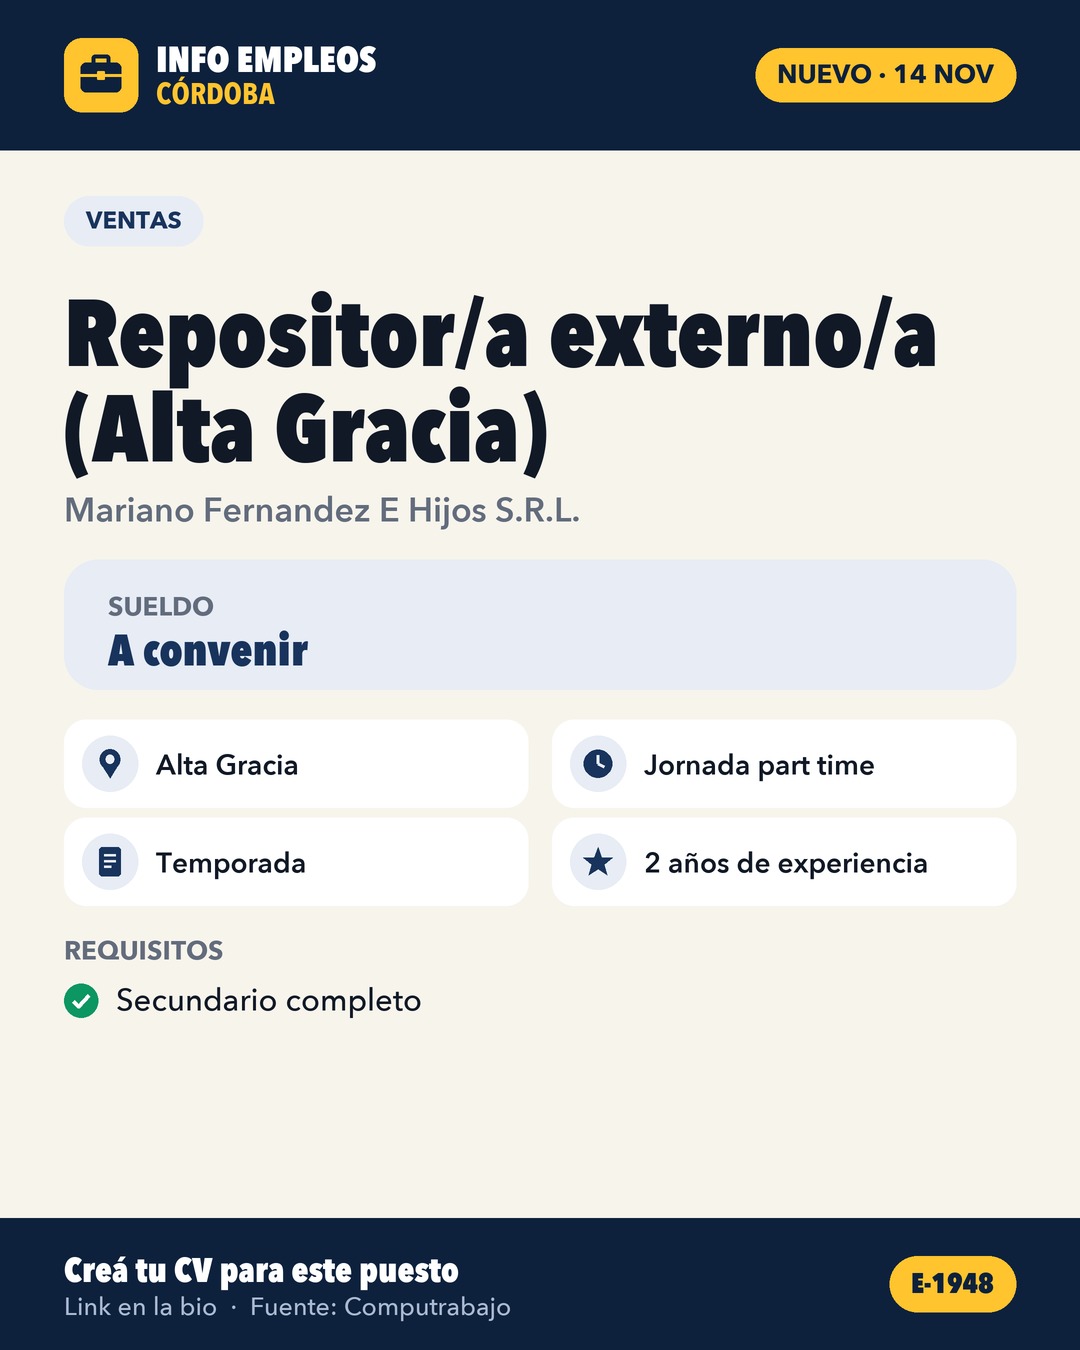 INFO EMPLEOS
CÓRDOBA
NUEVO · 14 NOV
VENTAS
Repositor/a externo/a
(Alta Gracia)
Mariano Fernandez E Hijos S.R.L.
SUELDO
A convenir
Alta Gracia
Jornada part time
Temporada
2 años de experiencia
REQUISITOS
Secundario completo
Creá tu CV para este puesto
Link en la bio · Fuente: Computrabajo
E-1948